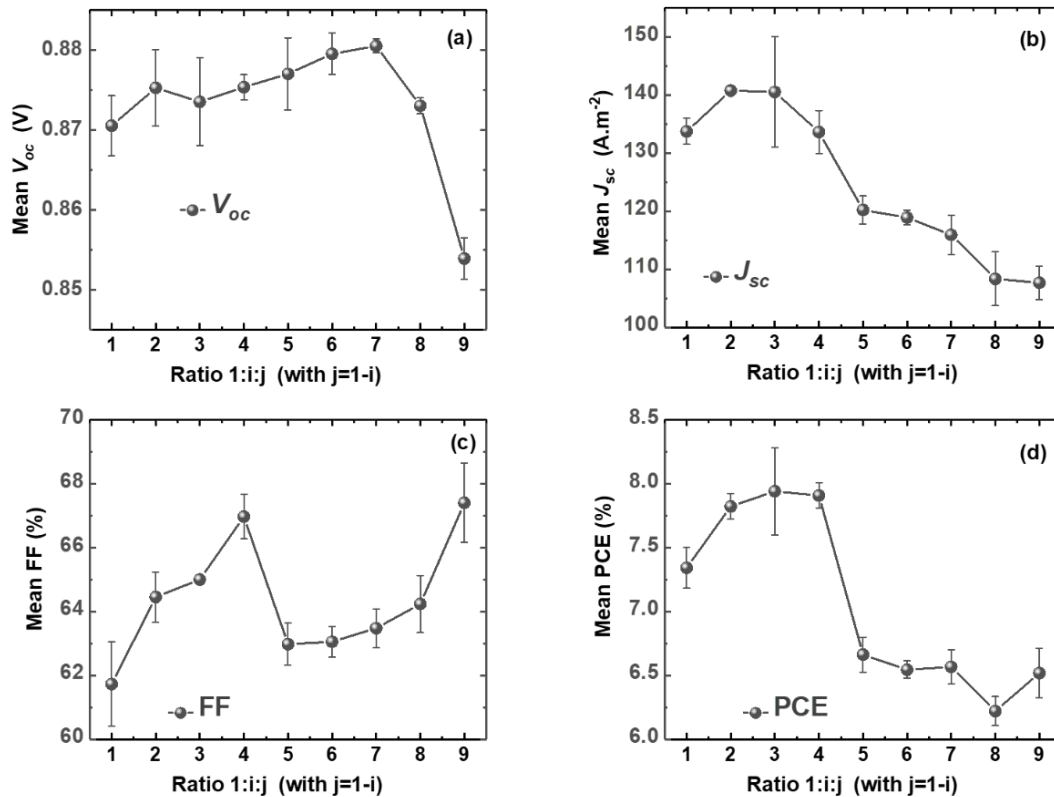 (a)
Mean Voc (V)
0.88
0.87
0.86
0.85
Voc
1 2 3 4 5 6 7 8 9
Ratio 1:i:j (with j=1-i)
(b)
Mean Jsc (A.m-2)
150
140
130
120
110
100
Jsc
1 2 3 4 5 6 7 8 9
Ratio 1:i:j (with j=1-i)
(c)
Mean FF (%)
70
68
66
64
62
60
FF
1 2 3 4 5 6 7 8 9
Ratio 1:i:j (with j=1-i)
(d)
Mean PCE (%)
8.5
8.0
7.5
7.0
6.5
6.0
PCE
1 2 3 4 5 6 7 8 9
Ratio 1:i:j (with j=1-i)